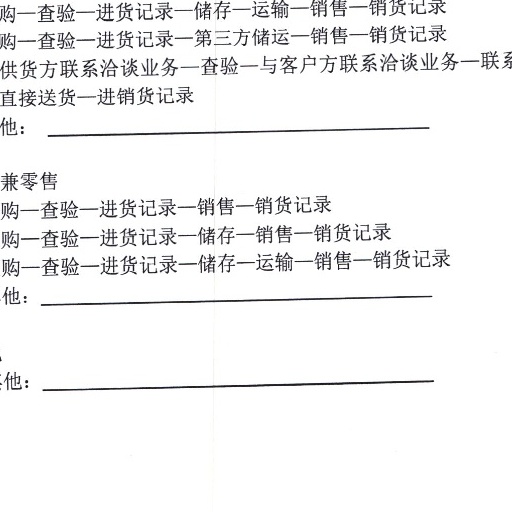 购—查验—进货记录—储存—运输—销售—销货记录
购—查验—进货记录—第三方储运—销售—销货记录
供货方联系洽谈业务—查验—与客户方联系洽谈业务—联系
直接送货—进销货记录
他：
兼零售
购—查验—进货记录—销售—销货记录
购—查验—进货记录—储存—销售—销货记录
购—查验—进货记录—储存—运输—销售—销货记录
他：
他：